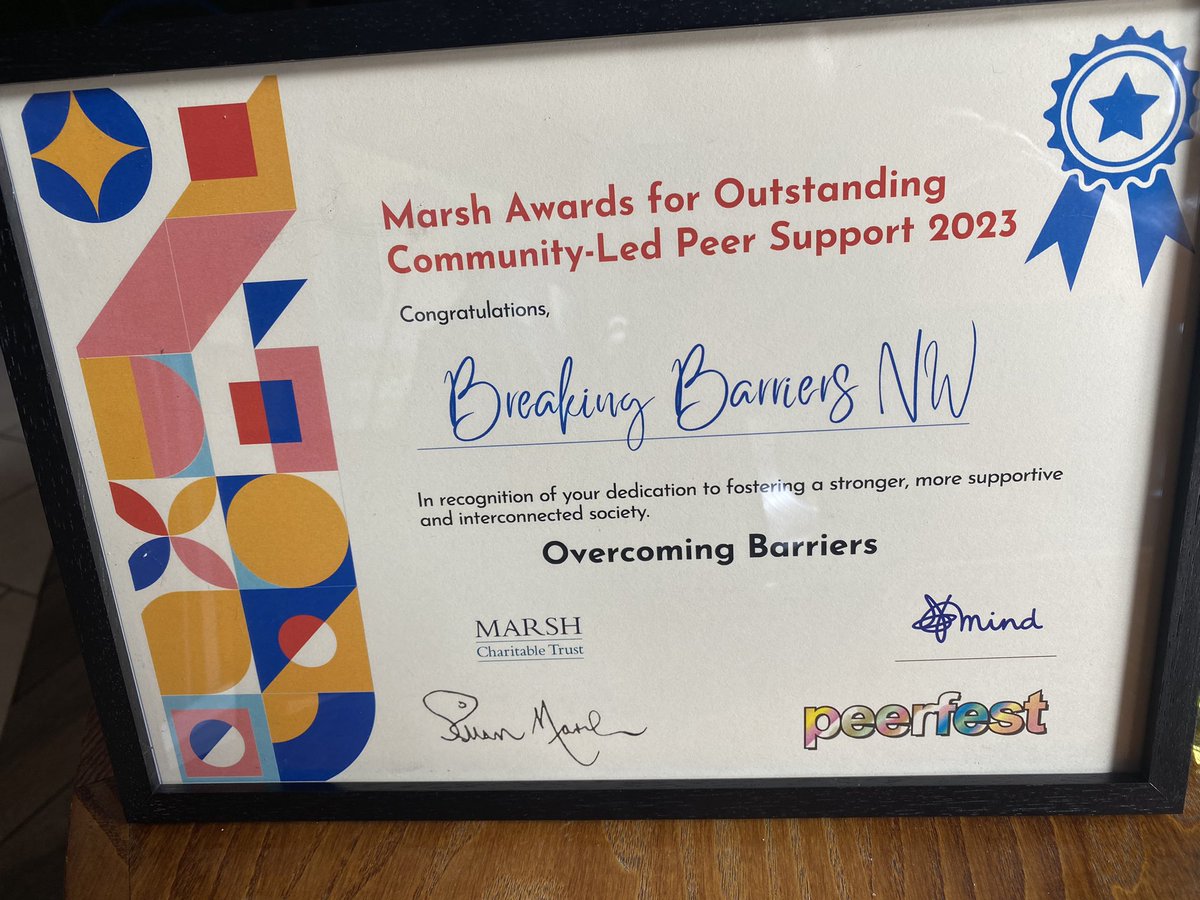 Marsh Awards for Outstanding
Community-Led Peer Support 2023
Congratulations,
Breaking Barriers NW
In recognition of your dedication to fostering a stronger, more supportive
and interconnected society.
Overcoming Barriers
MARSH
Charitable Trust
mind
peerfest